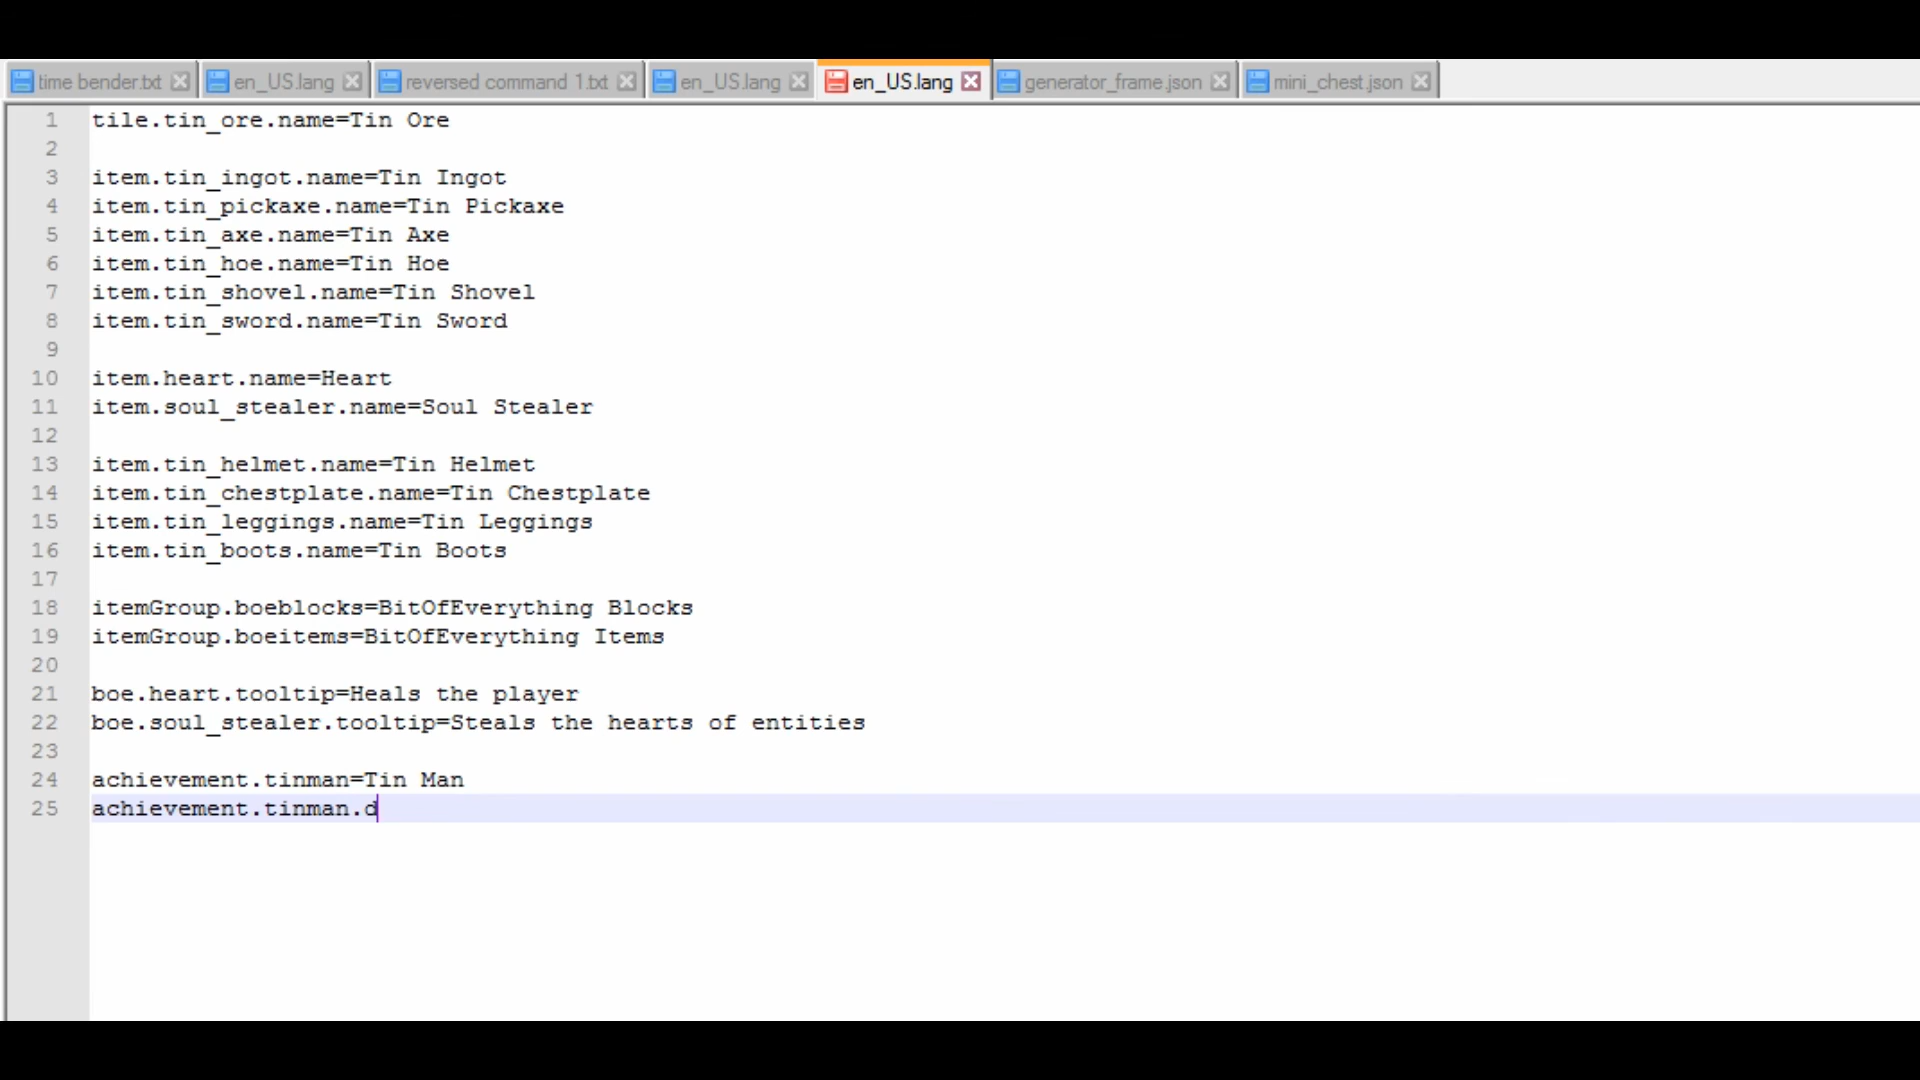 time bender.txt en_US.lang reversed command 1.txt en_US.lang en_US.lang generator_frame.json mini_chest.json
1 tile.tin_ore.name=Tin Ore
2
3 item.tin_ingot.name=Tin Ingot
4 item.tin_pickaxe.name=Tin Pickaxe
5 item.tin_axe.name=Tin Axe
6 item.tin_hoe.name=Tin Hoe
7 item.tin_shovel.name=Tin Shovel
8 item.tin_sword.name=Tin Sword
9
10 item.heart.name=Heart
11 item.soul_stealer.name=Soul Stealer
12
13 item.tin_helmet.name=Tin Helmet
14 item.tin_chestplate.name=Tin Chestplate
15 item.tin_leggings.name=Tin Leggings
16 item.tin_boots.name=Tin Boots
17
18 itemGroup.boeblocks=BitOfEverything Blocks
19 itemGroup.boeitems=BitOfEverything Items
20
21 boe.heart.tooltip=Heals the player
22 boe.soul_stealer.tooltip=Steals the hearts of entities
23
24 achievement.tinman=Tin Man
25 achievement.tinman.d